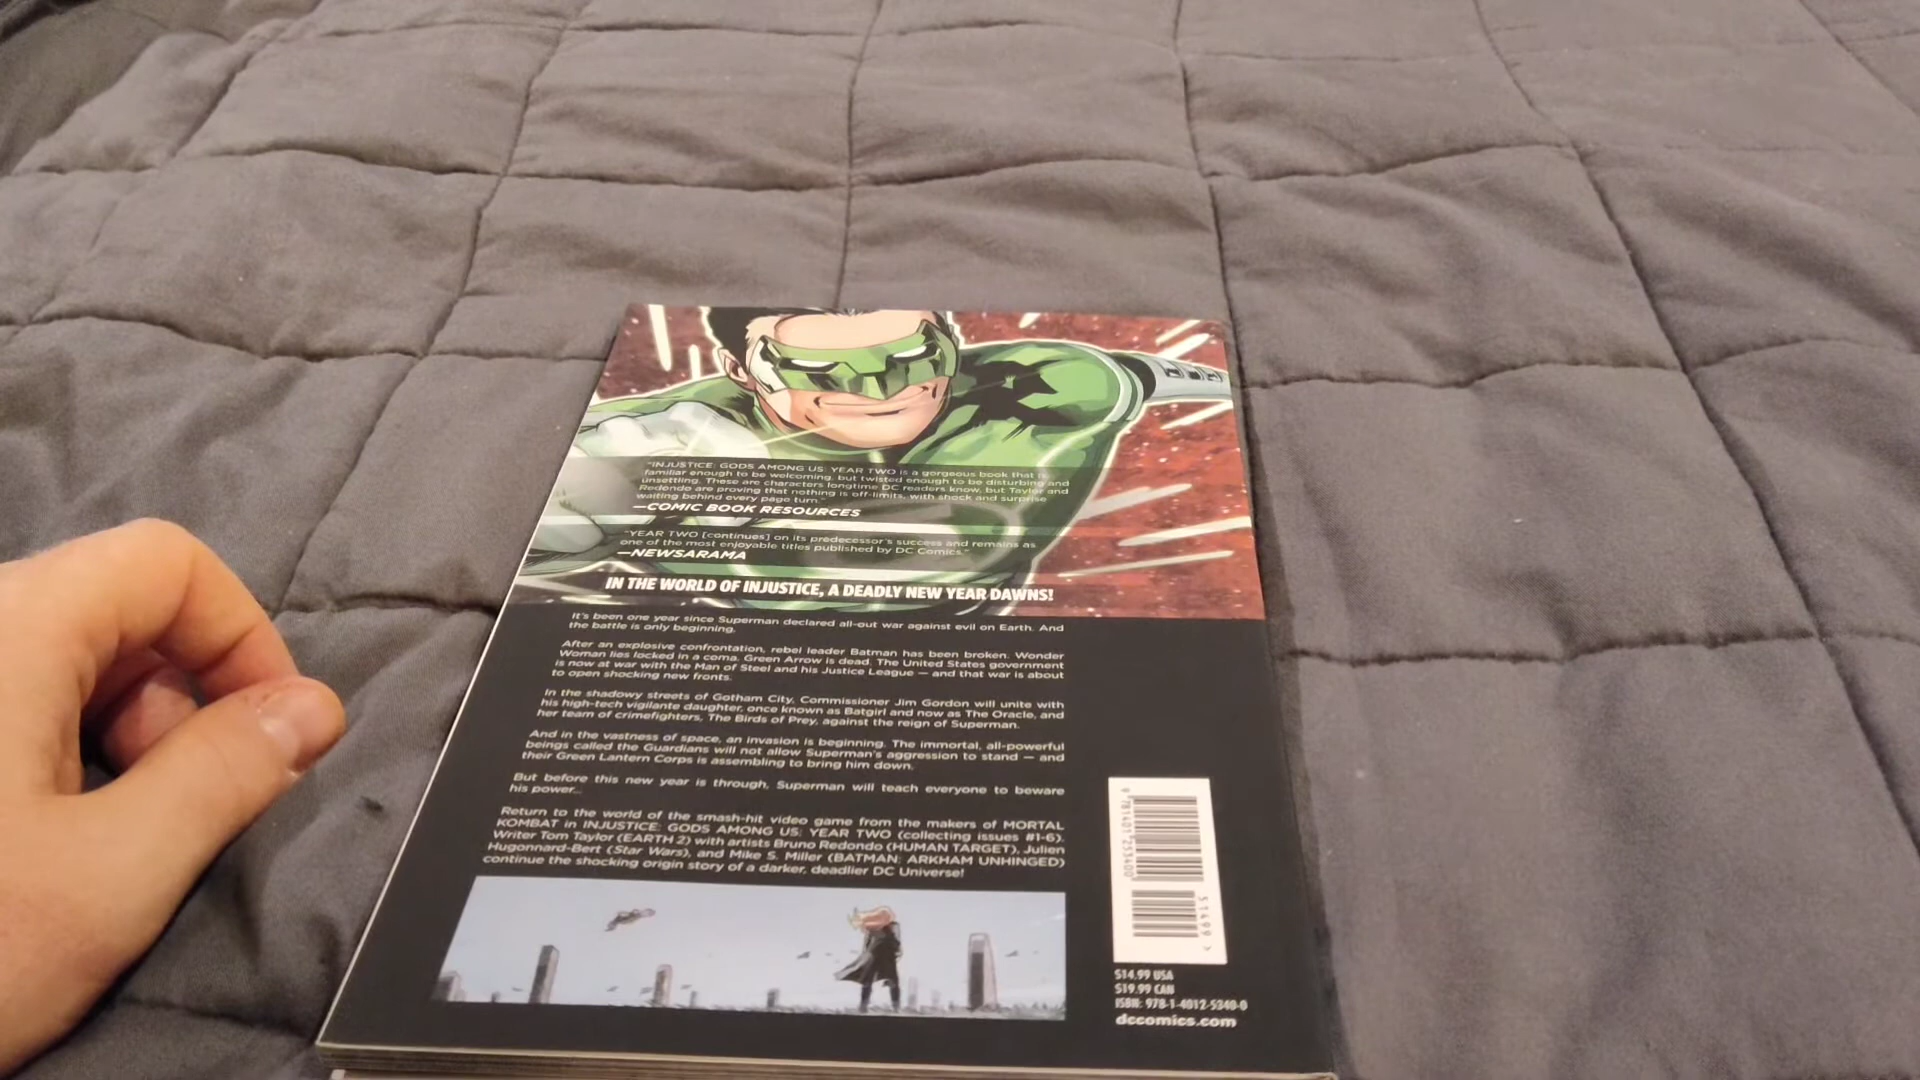 "INJUSTICE: GODS AMONG US: YEAR TWO is a gorgeous book that is
familiar enough to be welcoming, but twisted enough to be disturbing and
unsettling. These are characters longtime DC readers know, but Taylor and
Redondo are proving that nothing is off-limits, with shock and surprise
waiting behind every page turn."
—COMIC BOOK RESOURCES
"YEAR TWO [continues] on its predecessor's success and remains as
one of the most enjoyable titles published by DC Comics."
—NEWSARAMA
IN THE WORLD OF INJUSTICE, A DEADLY NEW YEAR DAWNS!
It's been one year since Superman declared all-out war against evil on Earth. And
the battle is only beginning.
After an explosive confrontation, rebel leader Batman has been broken. Wonder
Woman lies locked in a coma. Green Arrow is dead. The United States government
is now at war with the Man of Steel and his Justice League — and that war is about
to open shocking new fronts.
In the shadowy streets of Gotham City, Commissioner Jim Gordon will unite with
his high-tech vigilante daughter, once known as Batgirl and now as The Oracle, and
her team of crimefighters, The Birds of Prey, against the reign of Superman.
And in the vastness of space, an invasion is beginning. The immortal, all-powerful
beings called the Guardians will not allow Superman's aggression to stand — and
their Green Lantern Corps is assembling to bring him down.
But before this new year is through, Superman will teach everyone to beware
his power...
Return to the world of the smash-hit video game from the makers of MORTAL
KOMBAT in INJUSTICE: GODS AMONG US: YEAR TWO (collecting issues #1-6).
Writer Tom Taylor (EARTH 2) with artists Bruno Redondo (HUMAN TARGET), Julien
Hugonnard-Bert (Star Wars), and Mike S. Miller (BATMAN: ARKHAM UNHINGED)
continue the shocking origin story of a darker, deadlier DC Universe!
9 781401 253400
51499 >
$14.99 USA
$19.99 CAN
ISBN: 978-1-4012-5340-0
dccomics.com